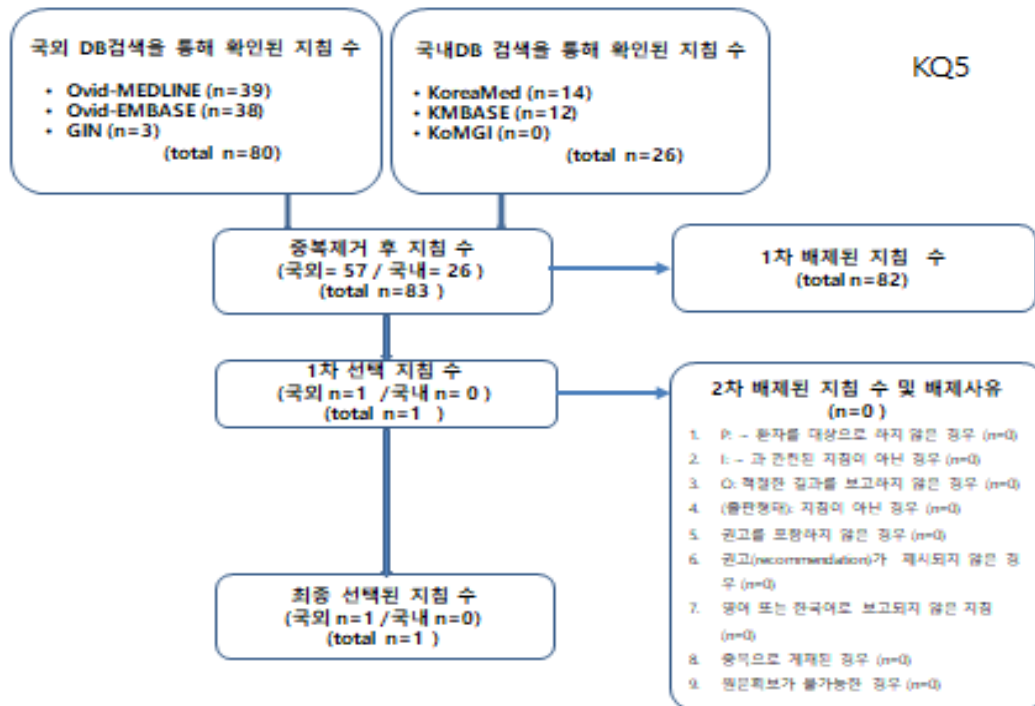 국외 DB검색을 통해 확인된 지침 수
• Ovid-MEDLINE (n=39)
• Ovid-EMBASE (n=38)
• GIN (n=3)
(total n=80)
국내DB 검색을 통해 확인된 지침 수
• KoreaMed (n=14)
• KMBASE (n=12)
• KoMGI (n=0)
(total n=26)
KQ5
중복제거 후 지침 수
(국외= 57 / 국내= 26 )
(total n=83 )
1차 배제된 지침 수
(total n=82)
1차 선택 지침 수
(국외 n=1 /국내 n= 0 )
(total n=1 )
2차 배제된 지침 수 및 배제사유
(n=0 )
1. P: – 환자를 대상으로 하지 않은 경우 (n=0)
2. I: – 과 관련된 지침이 아닌 경우 (n=0)
3. O: 적절한 결과를 보고하지 않은 경우 (n=0)
4. (출판형태): 지침이 아닌 경우 (n=0)
5. 권고를 포함하지 않은 경우 (n=0)
6. 권고(recommendation)가 제시되지 않은 경
우 (n=0)
7. 영어 또는 한국어로 보고되지 않은 지침
(n=0)
8. 중복으로 게재된 경우 (n=0)
9. 원문확보가 불가능한 경우 (n=0)
최종 선택된 지침 수
(국외 n=1 /국내 n=0)
(total n=1 )